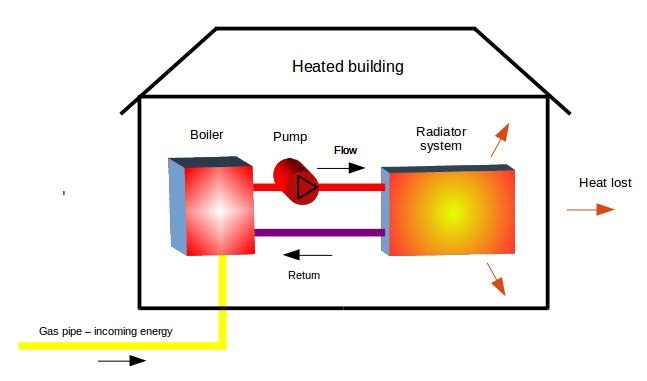 Heated building
Boiler
Pump
Flow
Radiator
system
Heat lost
Return
Gas pipe – incoming energy